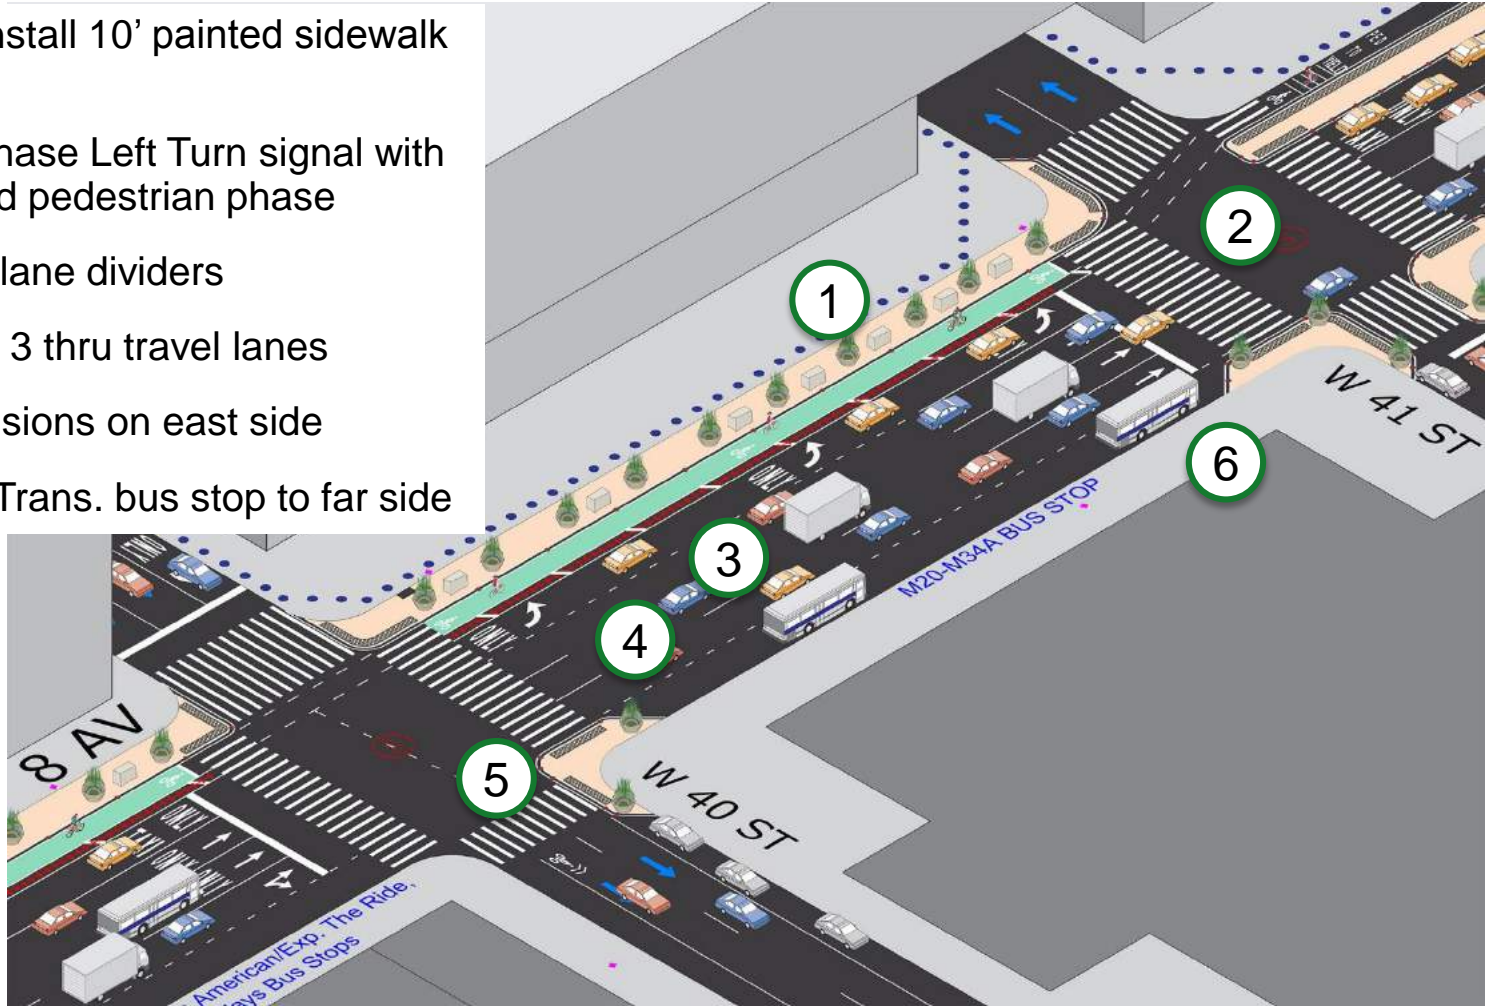 nstall 10’ painted sidewalk
hase Left Turn signal with
d pedestrian phase
lane dividers
3 thru travel lanes
sions on east side
Trans. bus stop to far side
1
2
3
4
5
6
W 41 ST
M20-M34A BUS STOP
ONLY
ONLY
8 AV
W 40 ST
ONLY
American/Exp. The Ride,
ays Bus Stops